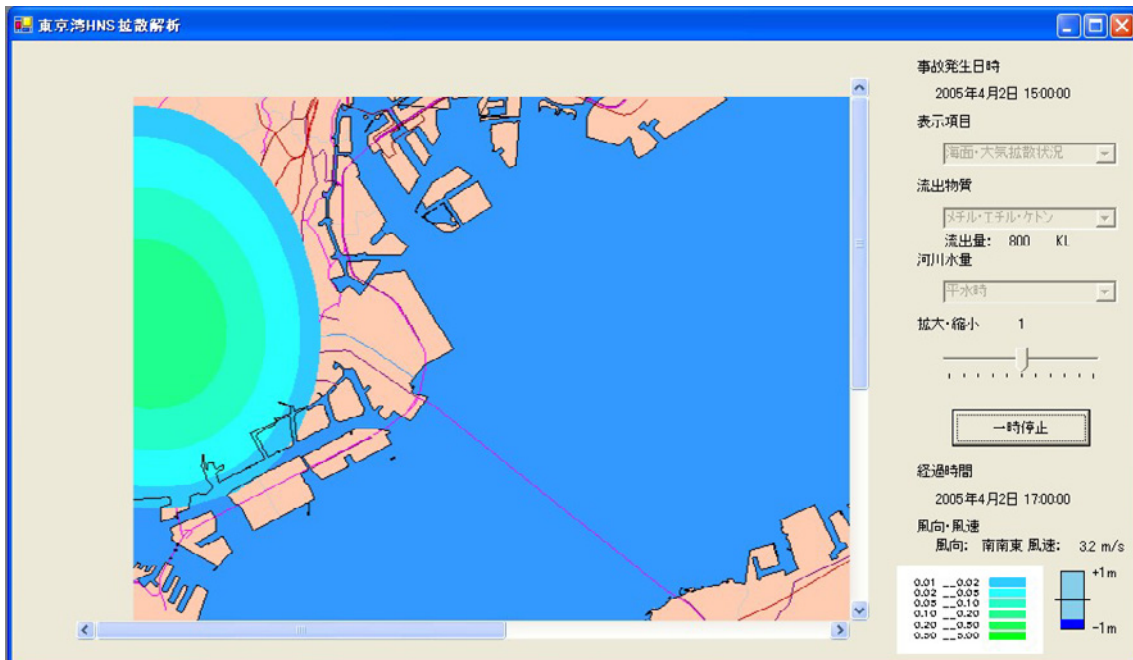 東京湾HNS拡散解析
事故発生日時
2005年4月2日 15:00:00
表示項目
海面・大気拡散状況
流出物質
メチル・エチル・ケトン
流出量: 800 KL
河川水量
平水時
拡大・縮小 1
一時停止
経過時間
2005年4月2日 17:00:00
風向・風速
風向: 南南東 風速: 3.2 m/s
0.01 __0.02
0.02 __0.05
0.05 __0.10
0.10 __0.20
0.20 __0.50
0.50 __5.00
+1m
-1m